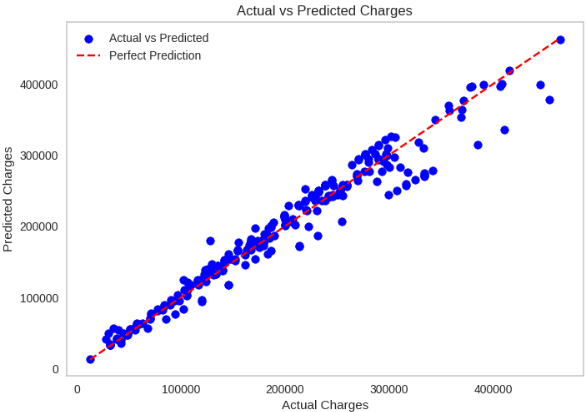 Actual vs Predicted Charges
Actual vs Predicted
Perfect Prediction
Predicted Charges
400000
300000
200000
100000
0
0 100000 200000 300000 400000
Actual Charges